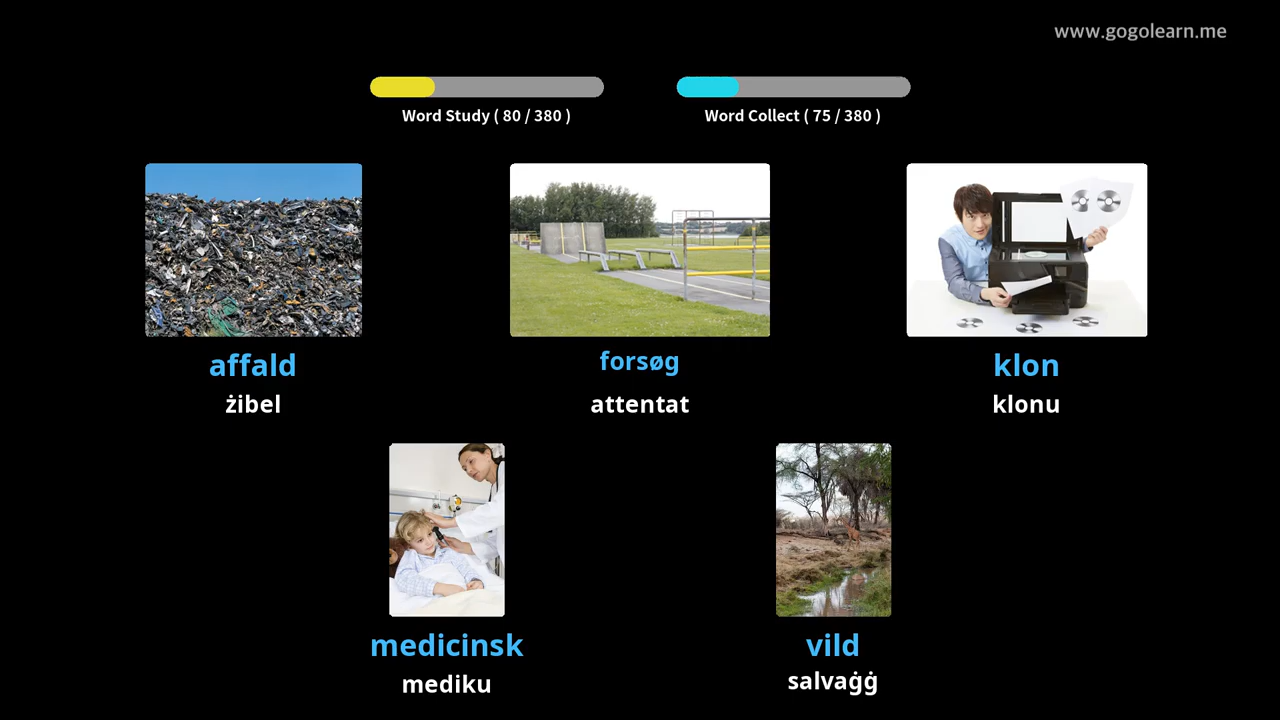 www.gogolearn.me
Word Study ( 80 / 380 )
Word Collect ( 75 / 380 )
affald
forsøg
klon
żibel
attentat
klonu
medicinsk
vild
mediku
salvaġġ